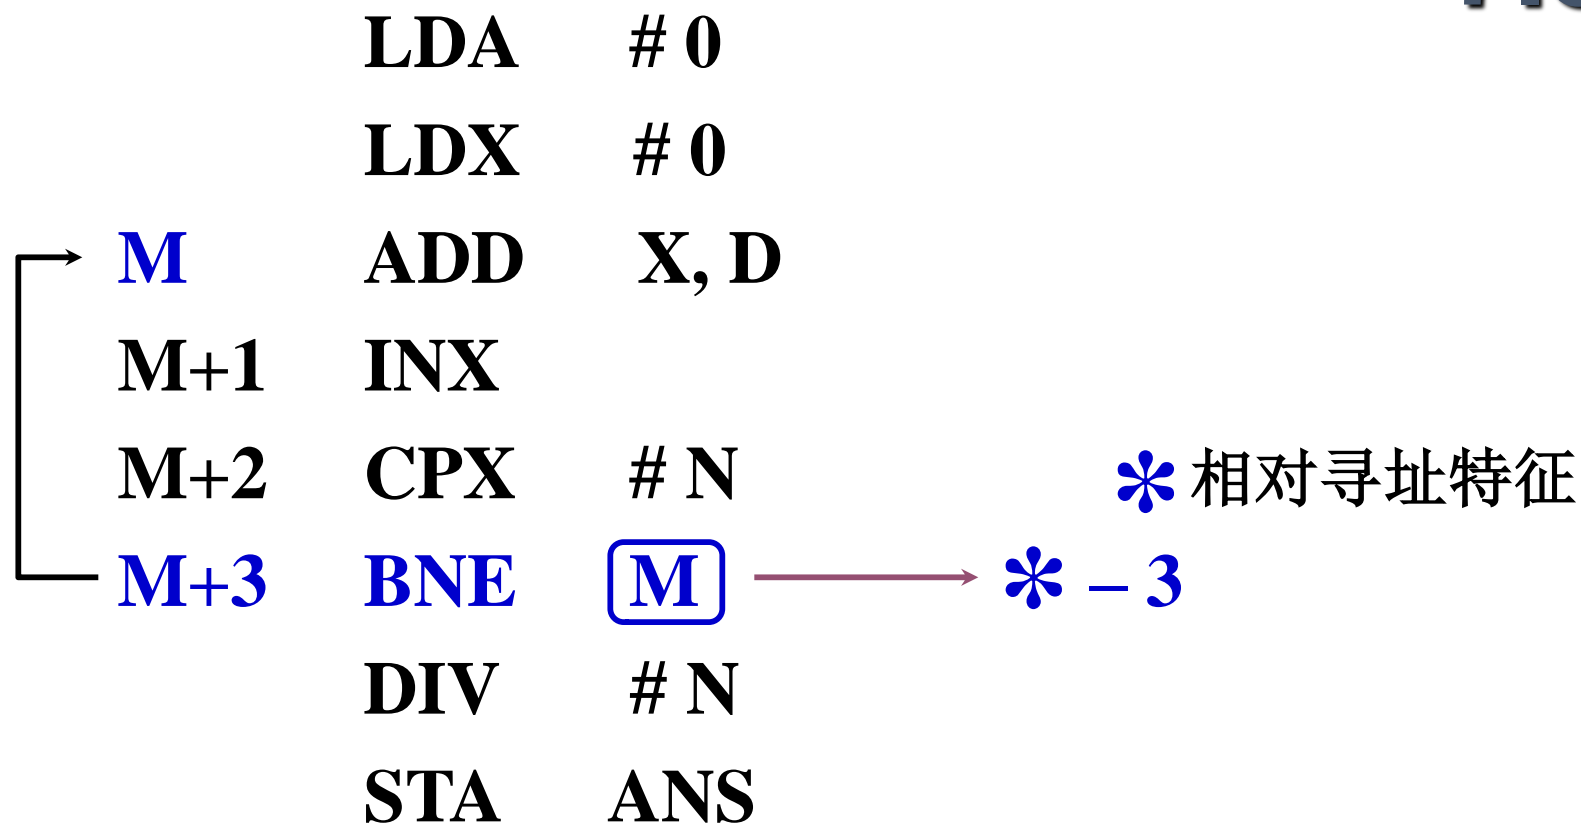 LDA # 0
LDX # 0
M ADD X, D
M+1 INX
M+2 CPX # N
* 相对寻址特征
M+3 BNE M * – 3
DIV # N
STA ANS